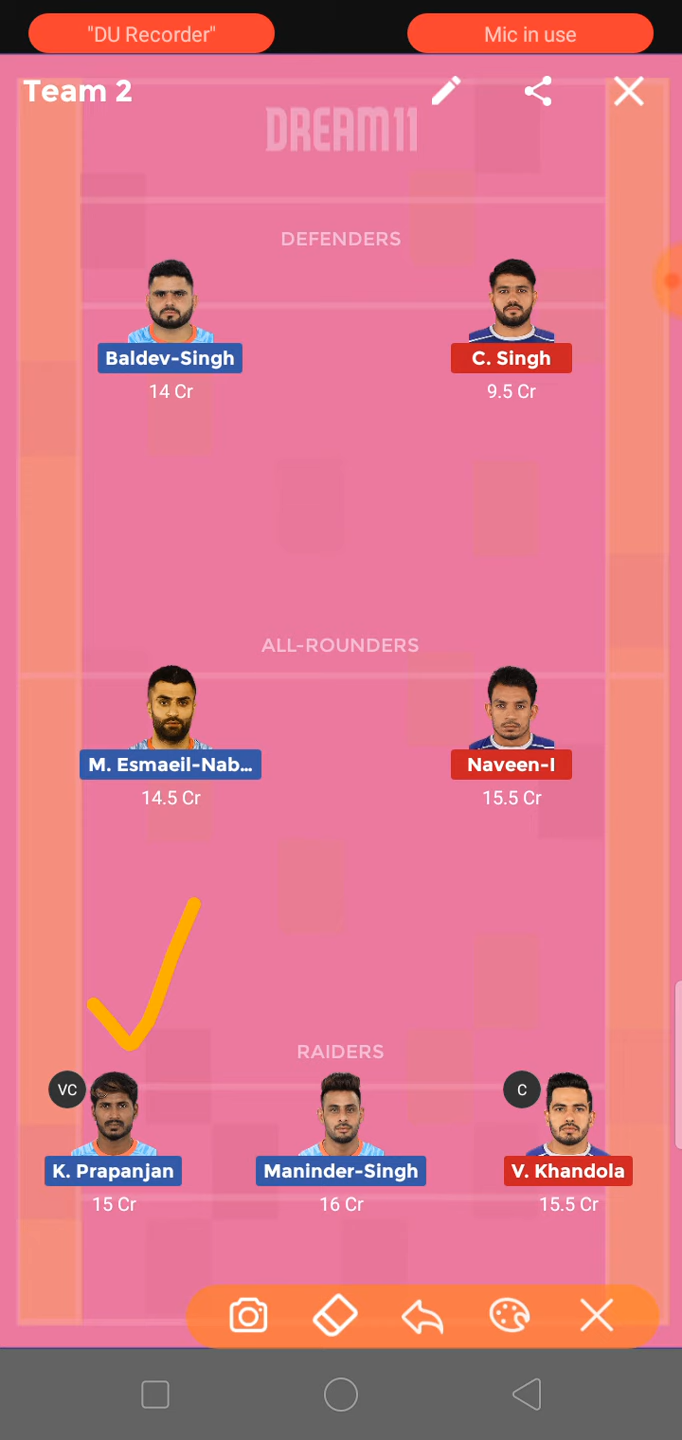 "DU Recorder" Mic in use
Team 2
DREAM11
DEFENDERS
Baldev-Singh C. Singh
14 Cr 9.5 Cr
ALL-ROUNDERS
M. Esmaeil-Nab... Naveen-I
14.5 Cr 15.5 Cr
RAIDERS
VC C
K. Prapanjan Maninder-Singh V. Khandola
15 Cr 16 Cr 15.5 Cr